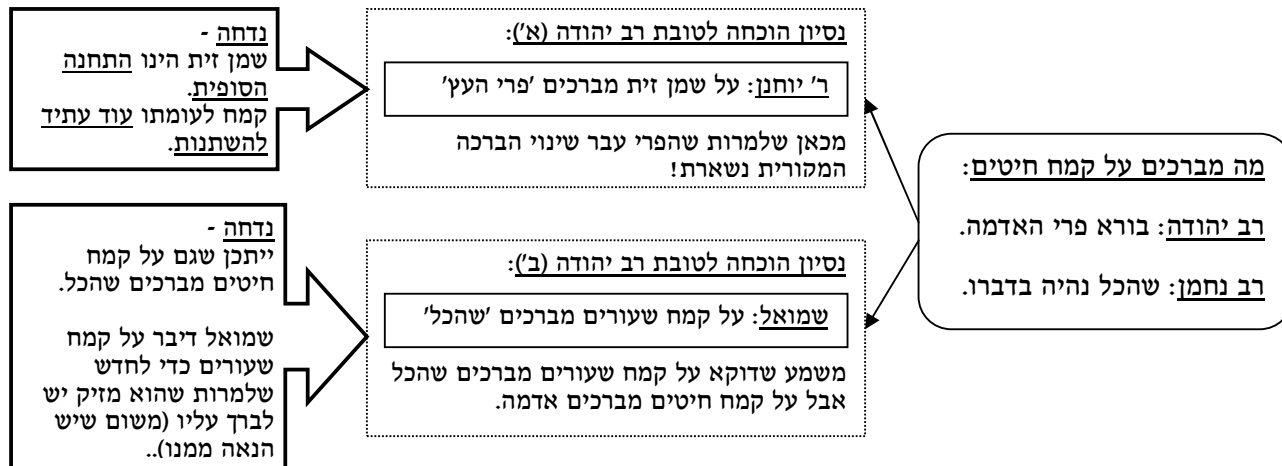 מה מברכים על קמח חיטים:
רב יהודה: בורא פרי האדמה.
רב נחמן: שהכל נהיה בדברו.
נסיון הוכחה לטובת רב יהודה (א'):
ר' יוחנן: על שמן זית מברכים 'פרי העץ'
מכאן שלמרות שהפרי עבר שינוי הברכה
המקורית נשארת!
נדחה -
שמן זית הינו התחנה
הסופית.
קמח לעומתו עוד עתיד
להשתנות.
נסיון הוכחה לטובת רב יהודה (ב'):
שמואל: על קמח שעורים מברכים 'שהכל'
משמע שדוקא על קמח שעורים מברכים שהכל
אבל על קמח חיטים מברכים אדמה.
נדחה -
ייתכן שגם על קמח
חיטים מברכים שהכל.
שמואל דיבר על קמח
שעורים כדי לחדש
שלמרות שהוא מזיק יש
לברך עליו (משום שיש
הנאה ממנו)..